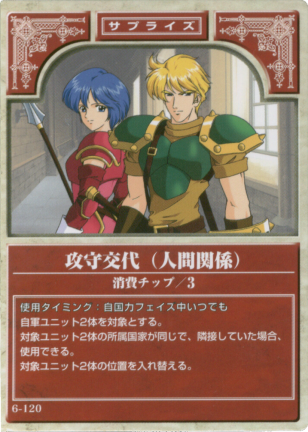 サプライズ
攻守交代（人間関係）
消費チップ／3
使用タイミング：自国力フェイス中いつても
自軍ユニット2体を対象とする。
対象ユニット2体の所属国家が同じで、隣接していた場合、
使用できる。
対象ユニット2体の位置を入れ替える。
6-120